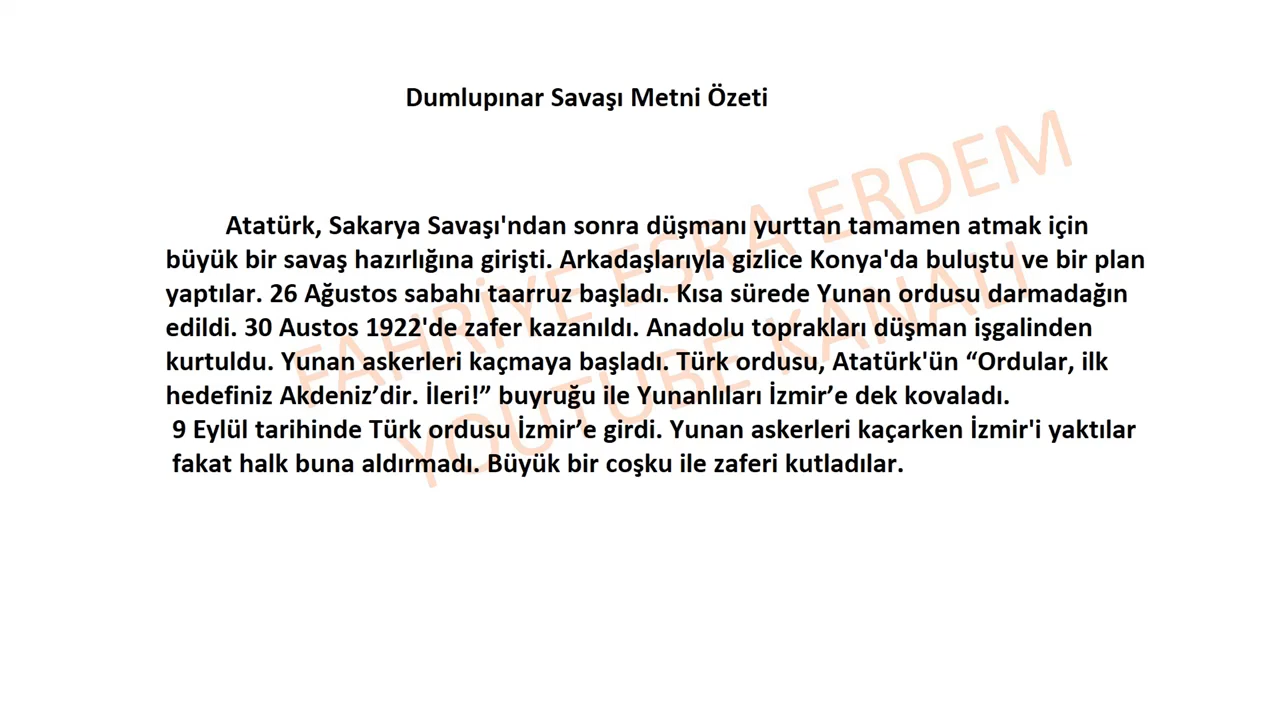 Dumlupınar Savaşı Metni Özeti
Atatürk, Sakarya Savaşı'ndan sonra düşmanı yurttan tamamen atmak için
büyük bir savaş hazırlığına girişti. Arkadaşlarıyla gizlice Konya'da buluştu ve bir plan
yaptılar. 26 Ağustos sabahı taarruz başladı. Kısa sürede Yunan ordusu darmadağın
edildi. 30 Austos 1922'de zafer kazanıldı. Anadolu toprakları düşman işgalinden
kurtuldu. Yunan askerleri kaçmaya başladı. Türk ordusu, Atatürk'ün “Ordular, ilk
hedefiniz Akdeniz’dir. İleri!” buyruğu ile Yunanlıları İzmir’e dek kovaladı.
9 Eylül tarihinde Türk ordusu İzmir’e girdi. Yunan askerleri kaçarken İzmir'i yaktılar
fakat halk buna aldırmadı. Büyük bir coşku ile zaferi kutladılar.
FAHRİYE ESRA ERDEM
YOUTUBE KANALI